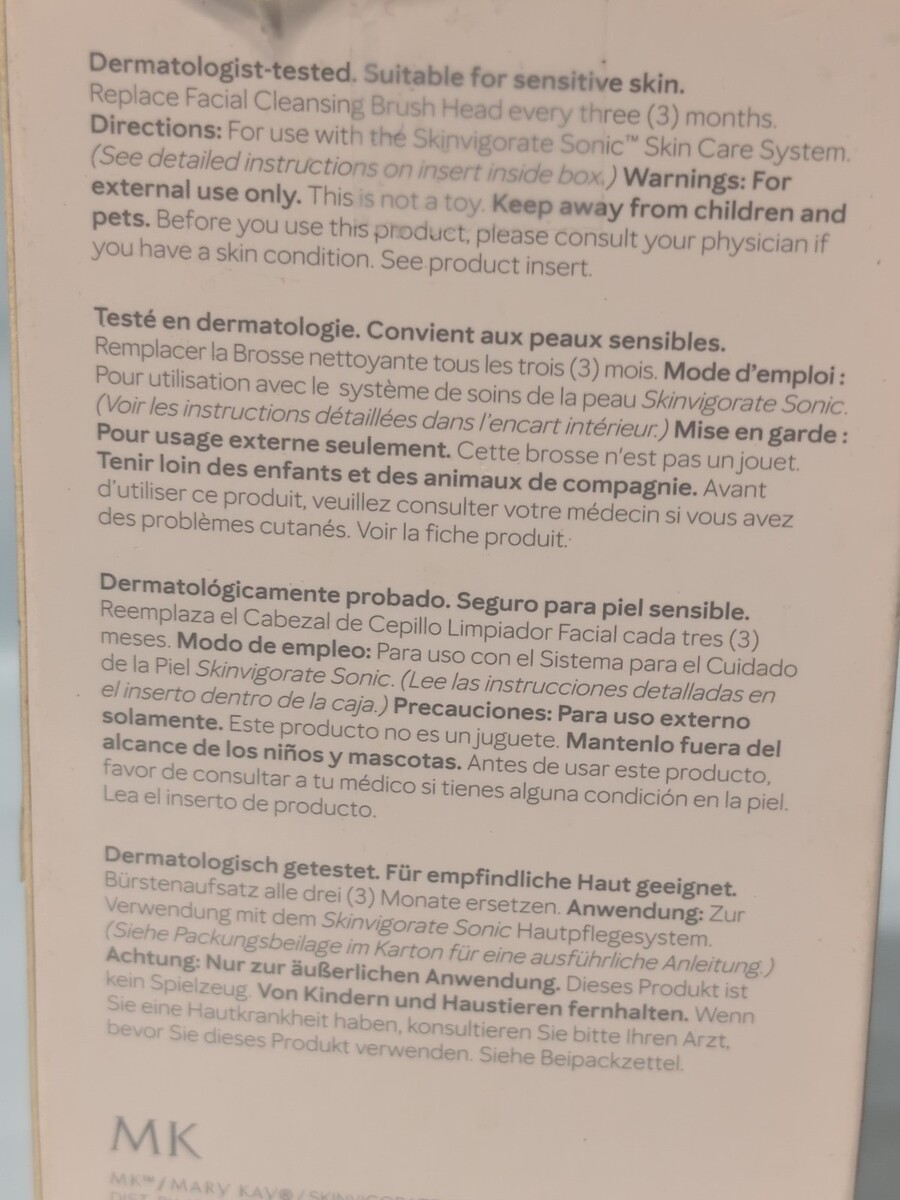 Dermatologist-tested. Suitable for sensitive skin.
Replace Facial Cleansing Brush Head every three (3) months.
Directions: For use with the Skinvigorate Sonic™ Skin Care System.
(See detailed instructions on insert inside box.) Warnings: For
external use only. This is not a toy. Keep away from children and
pets. Before you use this product, please consult your physician if
you have a skin condition. See product insert.
Testé en dermatologie. Convient aux peaux sensibles.
Remplacer la Brosse nettoyante tous les trois (3) mois. Mode d'emploi :
Pour utilisation avec le système de soins de la peau Skinvigorate Sonic.
(Voir les instructions détaillées dans l'encart intérieur.) Mise en garde :
Pour usage externe seulement. Cette brosse n'est pas un jouet.
Tenir loin des enfants et des animaux de compagnie. Avant
d'utiliser ce produit, veuillez consulter votre médecin si vous avez
des problèmes cutanés. Voir la fiche produit.
Dermatológicamente probado. Seguro para piel sensible.
Reemplaza el Cabezal de Cepillo Limpiador Facial cada tres (3)
meses. Modo de empleo: Para uso con el Sistema para el Cuidado
de la Piel Skinvigorate Sonic. (Lee las instrucciones detalladas en
el inserto dentro de la caja.) Precauciones: Para uso externo
solamente. Este producto no es un juguete. Mantenlo fuera del
alcance de los niños y mascotas. Antes de usar este producto,
favor de consultar a tu médico si tienes alguna condición en la piel.
Lea el inserto de producto.
Dermatologisch getestet. Für empfindliche Haut geeignet.
Bürstenaufsatz alle drei (3) Monate ersetzen. Anwendung: Zur
Verwendung mit dem Skinvigorate Sonic Hautpflegesystem.
(Siehe Packungsbeilage im Karton für eine ausführliche Anleitung.)
Achtung: Nur zur äußerlichen Anwendung. Dieses Produkt ist
kein Spielzeug. Von Kindern und Haustieren fernhalten. Wenn
Sie eine Hautkrankheit haben, konsultieren Sie bitte Ihren Arzt,
bevor Sie dieses Produkt verwenden. Siehe Beipackzettel.
MK
MK™/MARY KAY®/